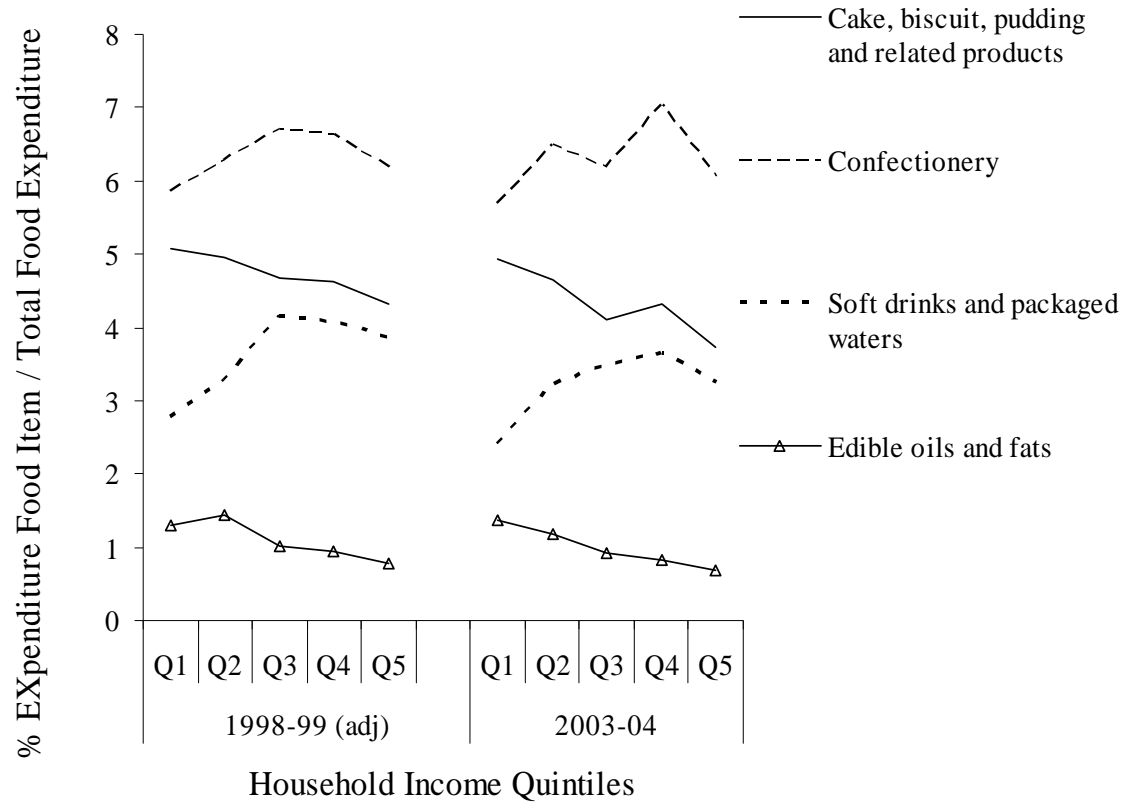 % EXpenditure Food Item / Total Food Expenditure
8
7
6
5
4
3
2
1
0
Q1 Q2 Q3 Q4 Q5 Q1 Q2 Q3 Q4 Q5
1998-99 (adj) 2003-04
Household Income Quintiles
Cake, biscuit, pudding
and related products
Confectionery
Soft drinks and packaged
waters
Edible oils and fats